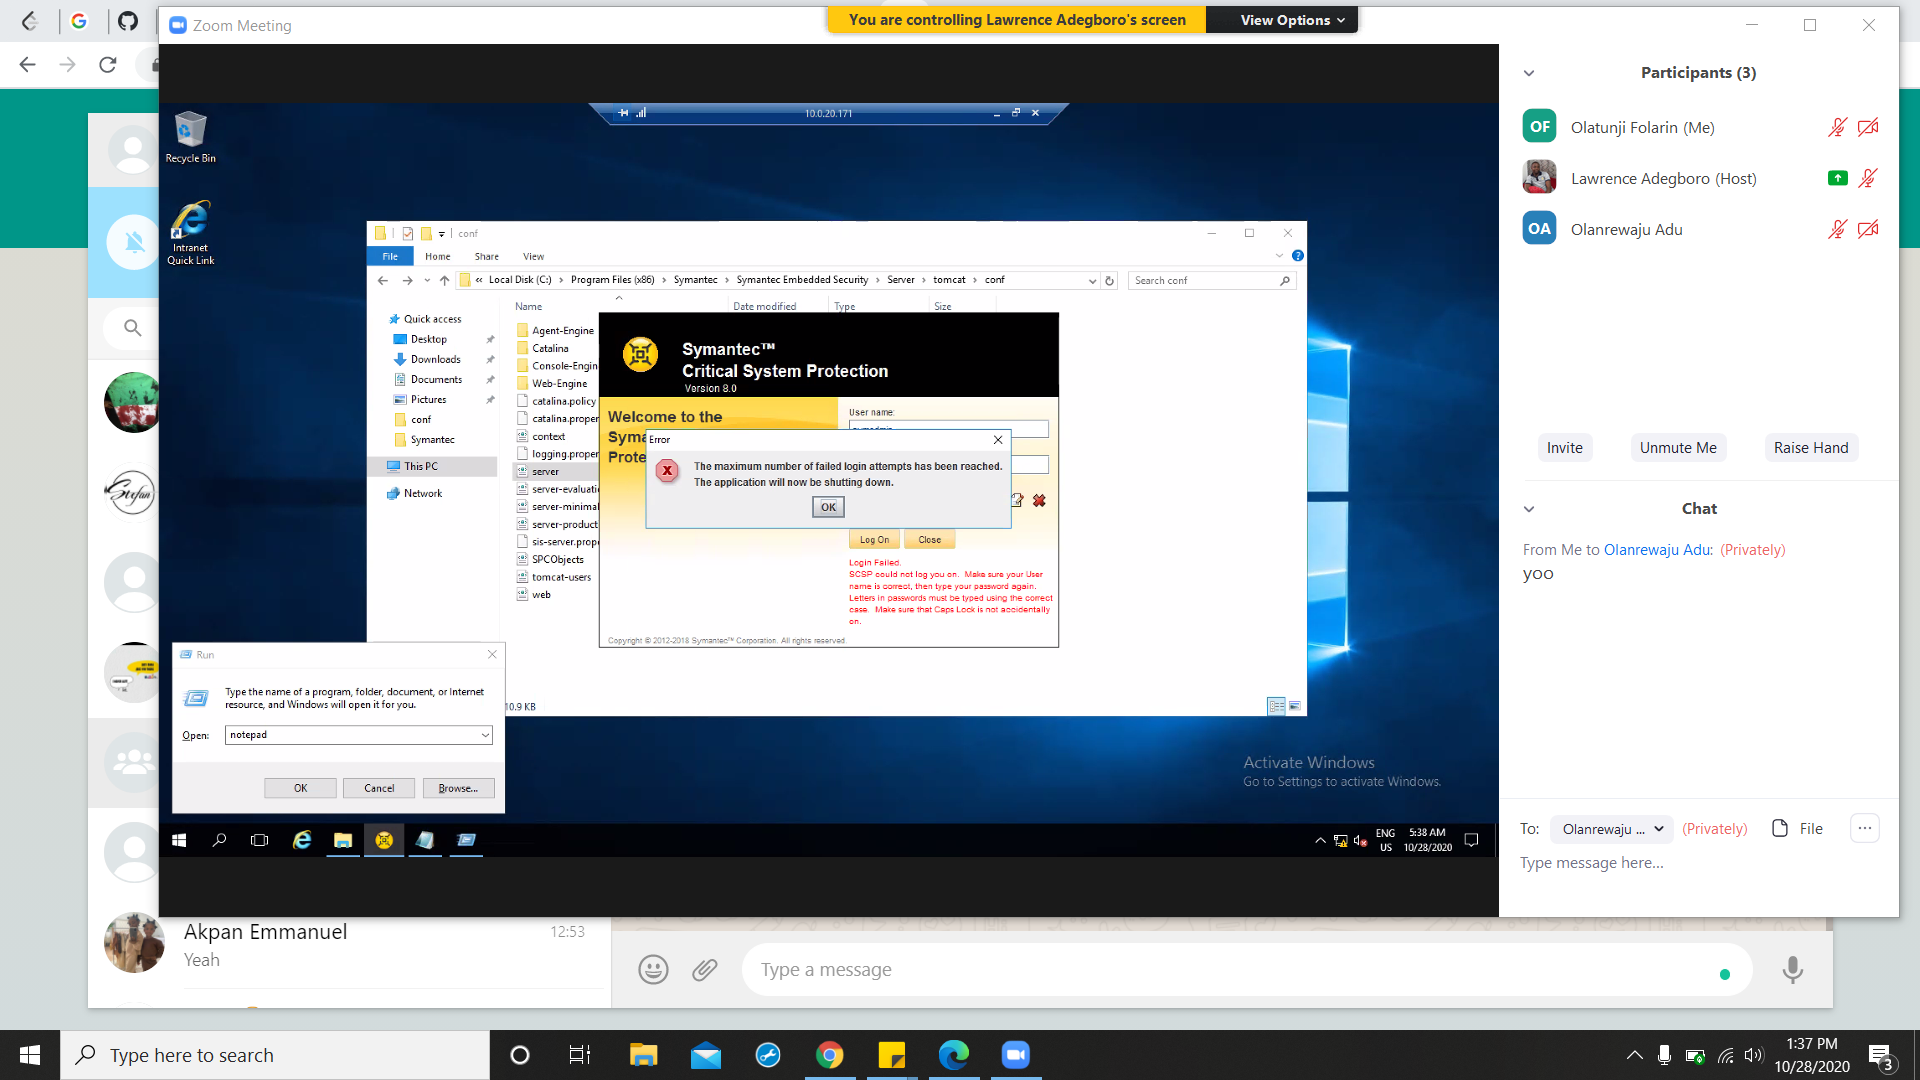 Zoom Meeting
You are controlling Lawrence Adegboro's screen
View Options
Participants (3)
OF Olatunji Folarin (Me)
Lawrence Adegboro (Host)
OA Olanrewaju Adu
Invite
Unmute Me
Raise Hand
Chat
From Me to Olanrewaju Adu: (Privately)
yoo
To: Olanrewaju ... (Privately) File
Type message here...
10.0.20.171
Recycle Bin
Intranet
Quick Link
conf
File Home Share View
« Local Disk (C:) > Program Files (x86) > Symantec > Symantec Embedded Security > Server > tomcat > conf
Search conf
Name Date modified Type Size
Quick access
Desktop
Downloads
Documents
Pictures
conf
Symantec
This PC
Network
Agent-Engine
Catalina
Console-Engin
Web-Engine
catalina.policy
catalina.proper
context
logging.proper
server
server-evaluati
server-minimal
server-product
sis-server.prope
SPCObjects
tomcat-users
web
10.9 KB
Symantec™
Critical System Protection
Version 8.0
Welcome to the
Syma
Prote
User name:
Error
The maximum number of failed login attempts has been reached.
The application will now be shutting down.
OK
Log On Close
Login Failed.
SCSP could not log you on. Make sure your User
name is correct, then type your password again.
Letters in passwords must be typed using the correct
case. Make sure that Caps Lock is not accidentally
on.
Copyright © 2012-2018 Symantec™ Corporation. All rights reserved.
Run
Type the name of a program, folder, document, or Internet
resource, and Windows will open it for you.
Open: notepad
OK Cancel Browse...
Activate Windows
Go to Settings to activate Windows.
ENG
US
5:38 AM
10/28/2020
Stefan
Akpan Emmanuel 12:53
Yeah
Type a message
Type here to search
1:37 PM
10/28/2020
3